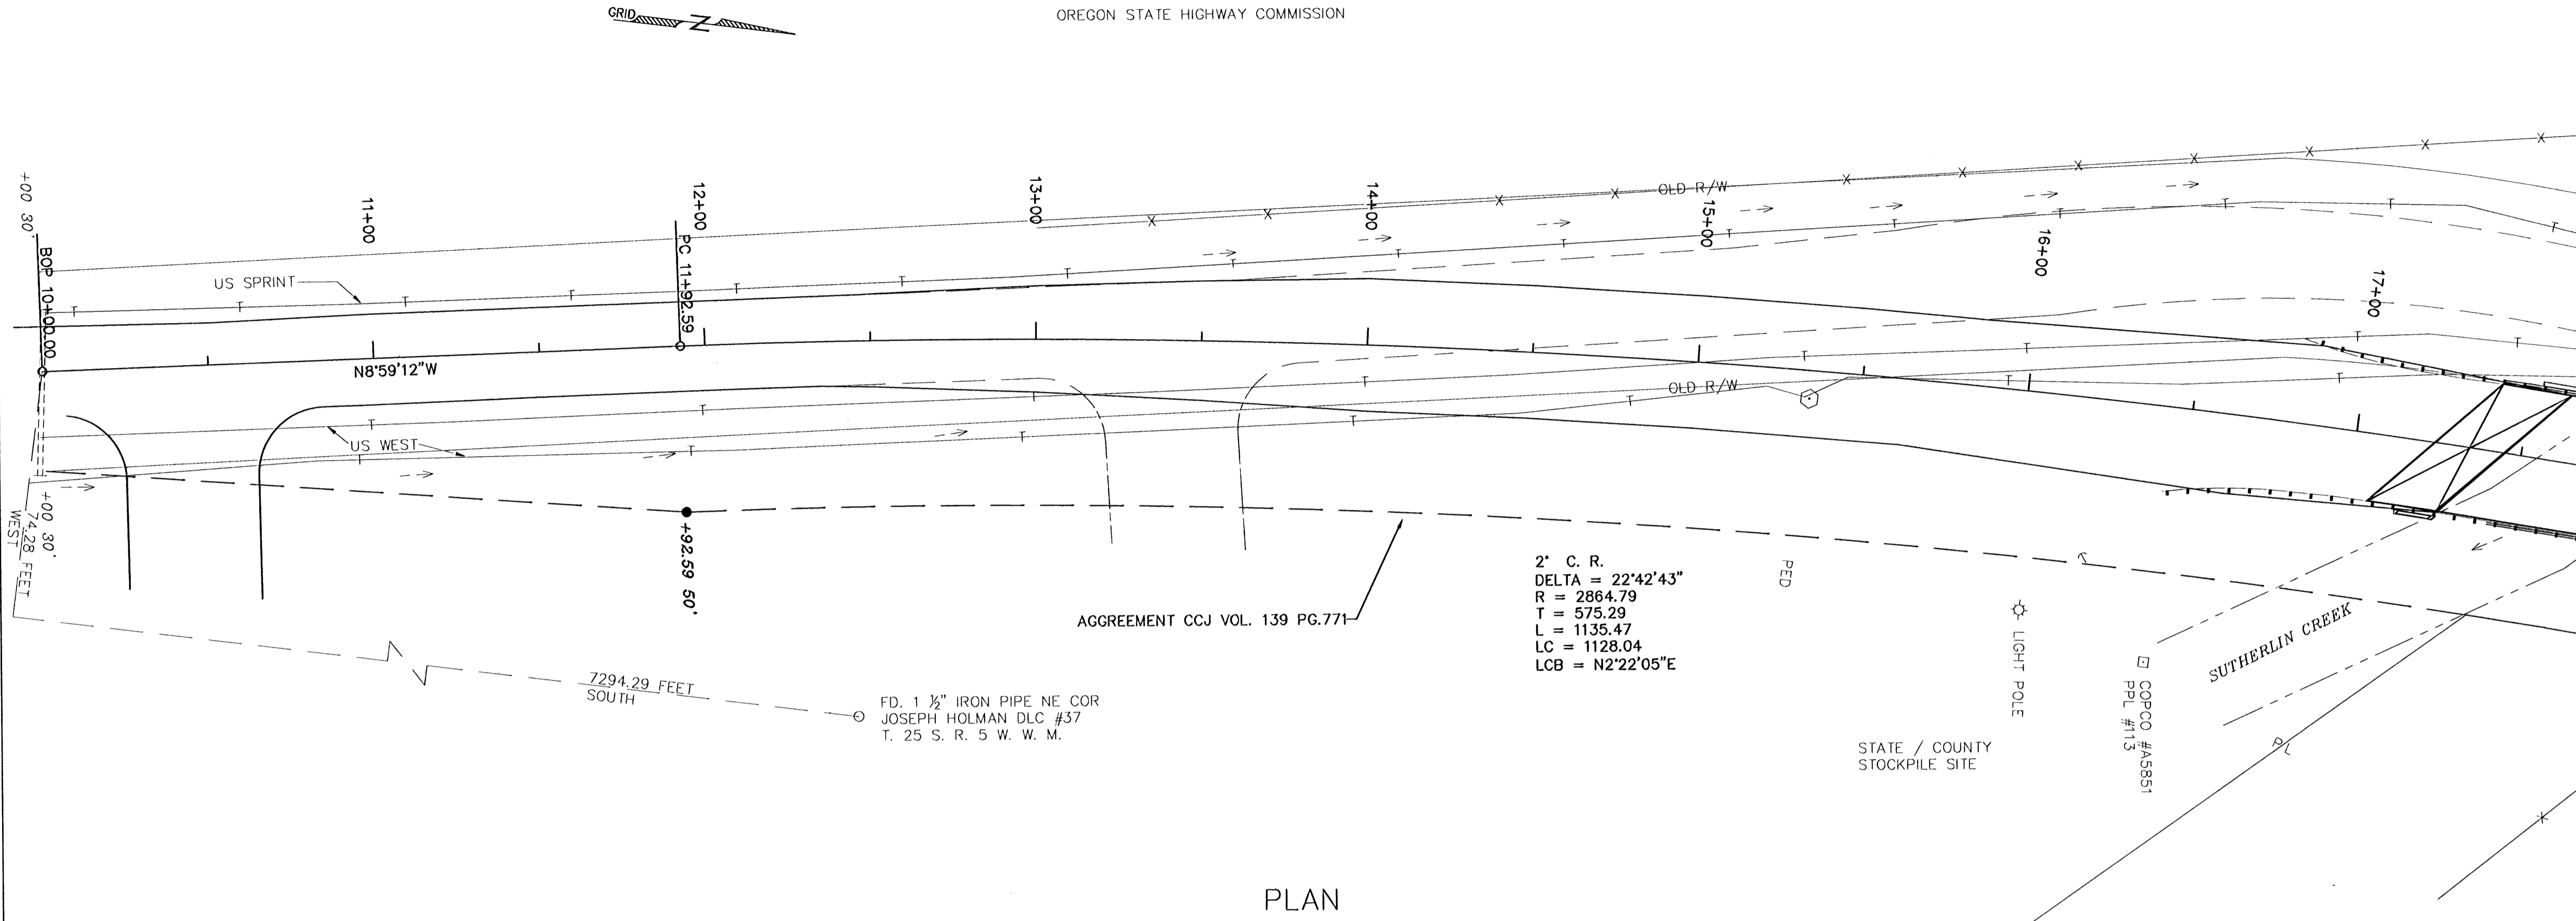 GRID N
OREGON STATE HIGHWAY COMMISSION
+00 30'
BOP 10+00.00
11+00
PC 11+92.59
12+00
13+00
14+00
OLD R/W
15+00
16+00
17+00
US SPRINT
T T T T T T T T T T T T T T T T
X X X X X X X X X X X
N8°59'12"W
US WEST
OLD R/W
+00 30'
74.28 FEET
WEST
+92.59 50'
AGGREEMENT CCJ VOL. 139 PG.771
2° C. R.
DELTA = 22°42'43"
R = 2864.79
T = 575.29
L = 1135.47
LC = 1128.04
LCB = N2°22'05"E
PED
LIGHT POLE
COPCO #A5851
PPL #113
SUTHERLIN CREEK
7294.29 FEET
SOUTH
FD. 1 ½" IRON PIPE NE COR
JOSEPH HOLMAN DLC #37
T. 25 S. R. 5 W. W. M.
STATE / COUNTY
STOCKPILE SITE
PL
PLAN